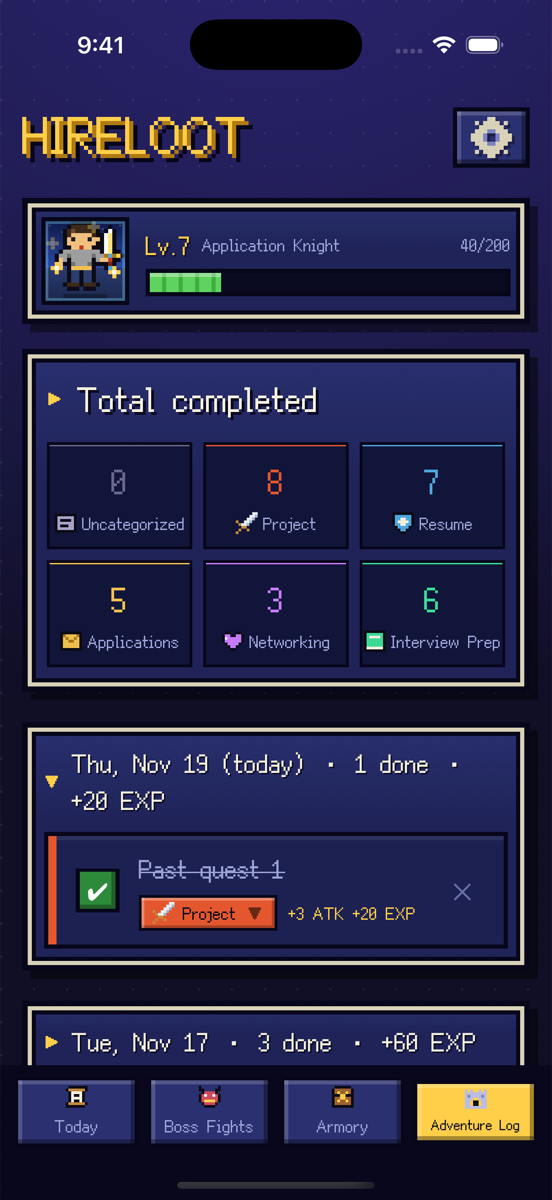 9:41
HIRELOOT
Lv.7 Application Knight 40/200
Total completed
0
Uncategorized
8
Project
7
Resume
5
Applications
3
Networking
6
Interview Prep
Thu, Nov 19 (today) · 1 done ·
+20 EXP
Past quest 1
Project ▼ +3 ATK +20 EXP
Tue, Nov 17 · 3 done · +60 EXP
Today
Boss Fights
Armory
Adventure Log